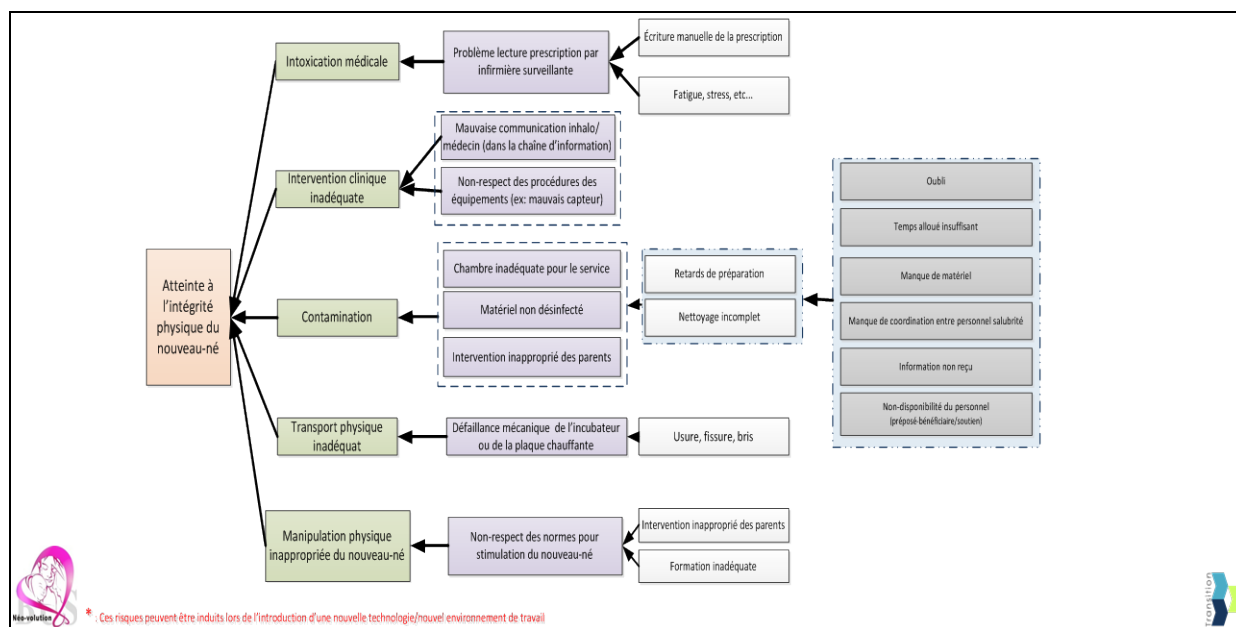 Intoxication médicale
Problème lecture prescription par
infirmière surveillante
Écriture manuelle de la prescription
Fatigue, stress, etc...
Intervention clinique
inadéquate
Mauvaise communication inhalo/
médecin (dans la chaîne d'information)
Non-respect des procédures des
équipements (ex: mauvais capteur)
Atteinte à
l'intégrité
physique du
nouveau-né
Contamination
Chambre inadéquate pour le service
Matériel non désinfecté
Intervention inapproprié des parents
Retards de préparation
Nettoyage incomplet
Oubli
Temps alloué insuffisant
Manque de matériel
Manque de coordination entre personnel salubrité
Information non reçu
Non-disponibilité du personnel
(préposé-bénéficiaire/soutien)
Transport physique
inadéquat
Défaillance mécanique de l'incubateur
ou de la plaque chauffante
Usure, fissure, bris
Manipulation physique
inappropriée du nouveau-né
Non-respect des normes pour
stimulation du nouveau-né
Intervention inapproprié des parents
Formation inadéquate
Néo-volution
* : Ces risques peuvent être induits lors de l'introduction d'une nouvelle technologie/nouvel environnement de travail
Transition